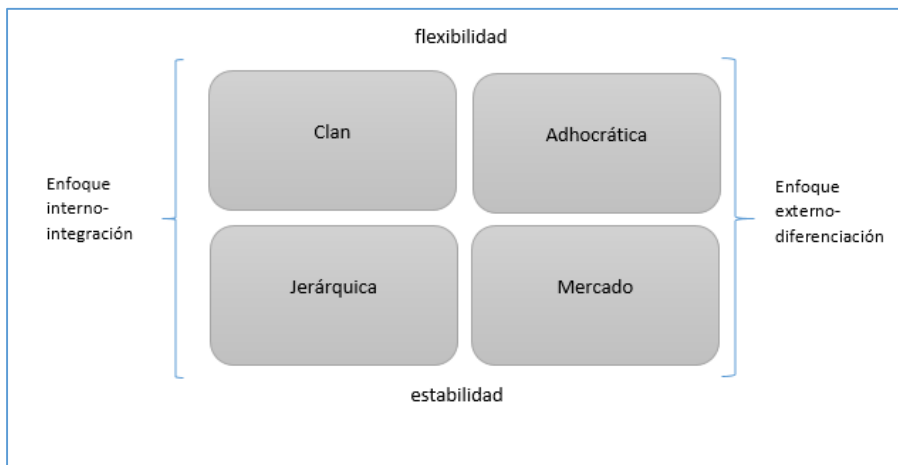 flexibilidad
Clan
Adhocrática
Enfoque
interno-
integración
Enfoque
externo-
diferenciación
Jerárquica
Mercado
estabilidad